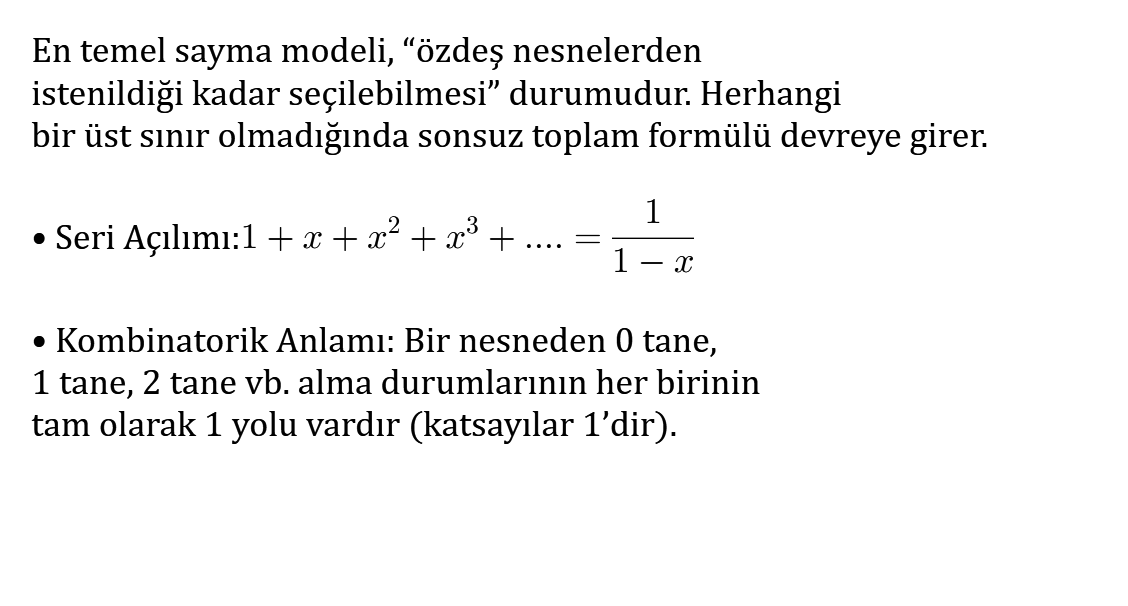 En temel sayma modeli, “özdeş nesnelerden
istenildiği kadar seçilebilmesi” durumudur. Herhangi
bir üst sınır olmadığında sonsuz toplam formülü devreye girer.
• Seri Açılımı:1 + x + x² + x³ + .... = 1/(1 − x)
• Kombinatorik Anlamı: Bir nesneden 0 tane,
1 tane, 2 tane vb. alma durumlarının her birinin
tam olarak 1 yolu vardır (katsayılar 1’dir).